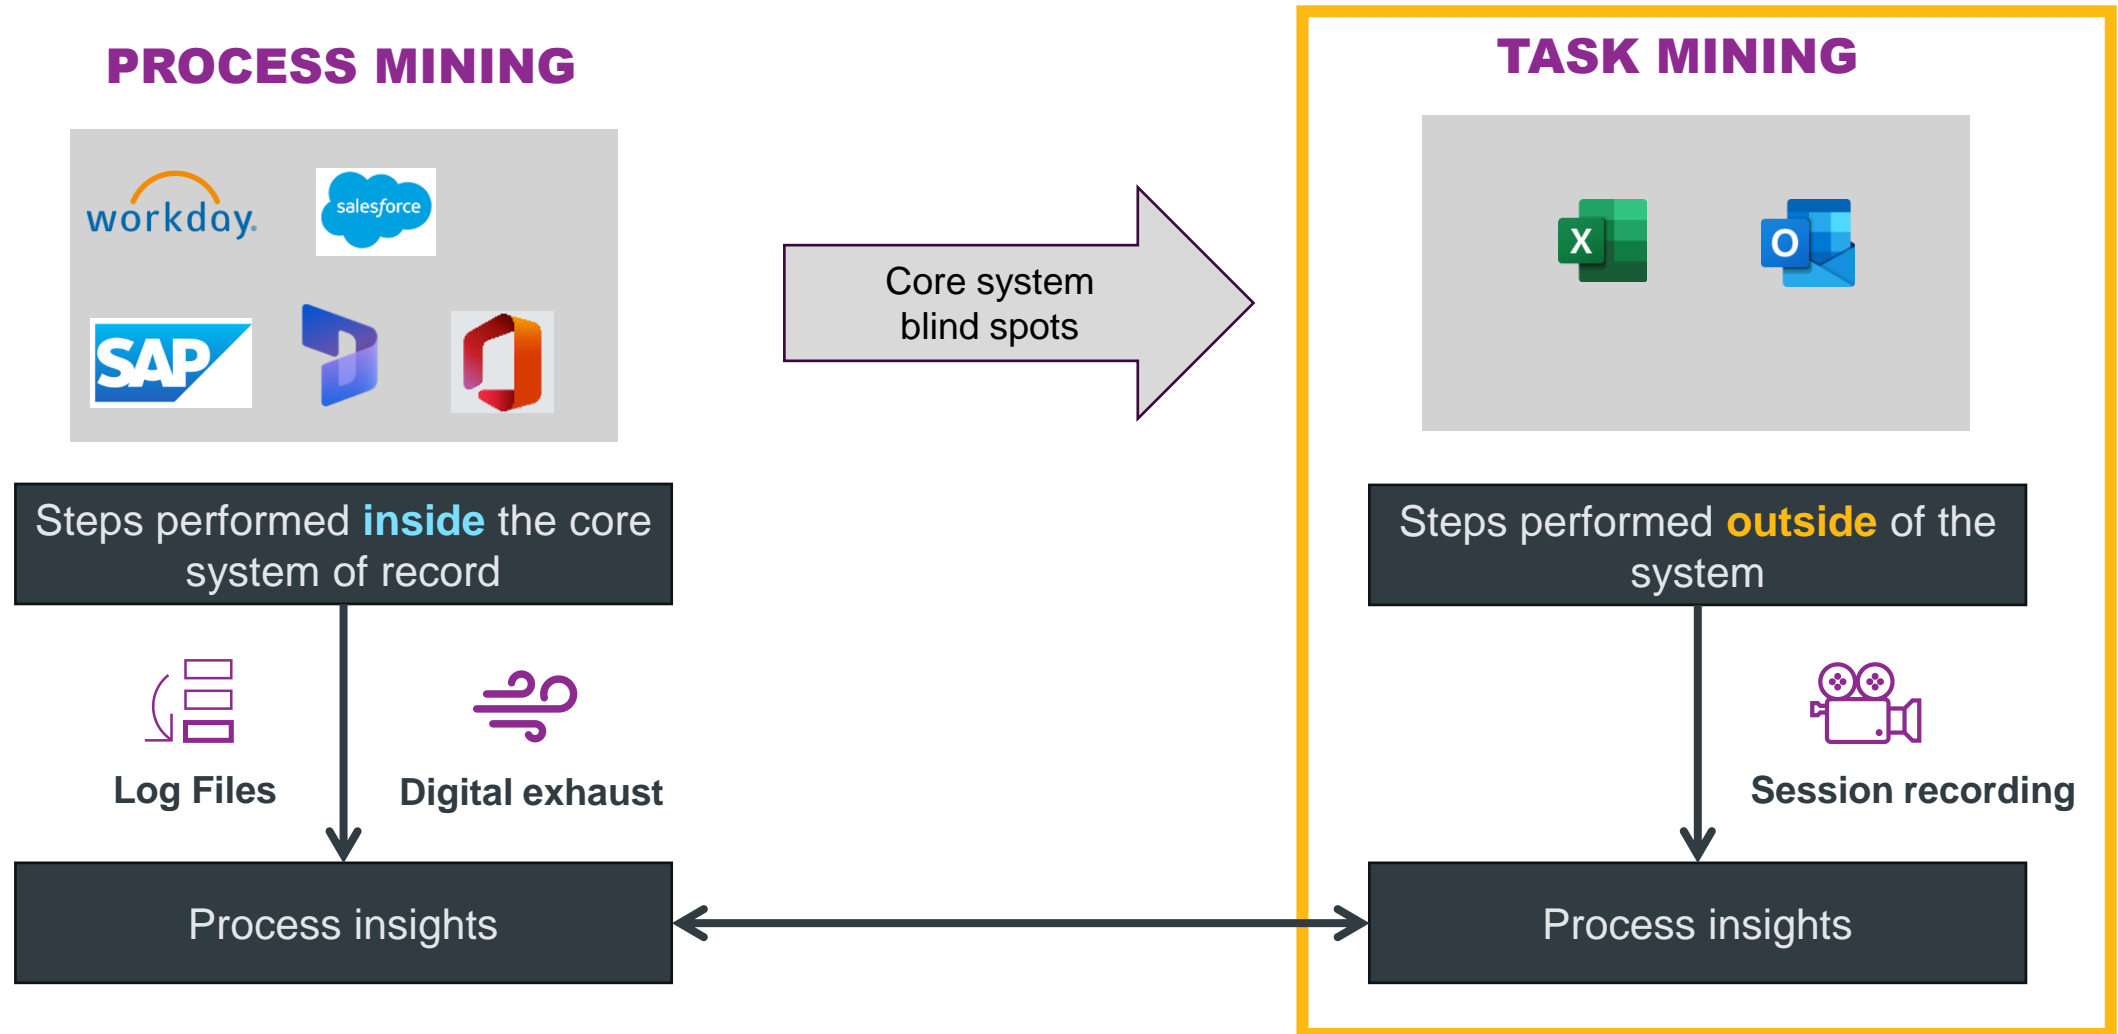 PROCESS MINING
workday.
salesforce
SAP
Steps performed inside the core
system of record
Log Files
Digital exhaust
Process insights
Core system
blind spots
TASK MINING
X
O
Steps performed outside of the
system
Session recording
Process insights